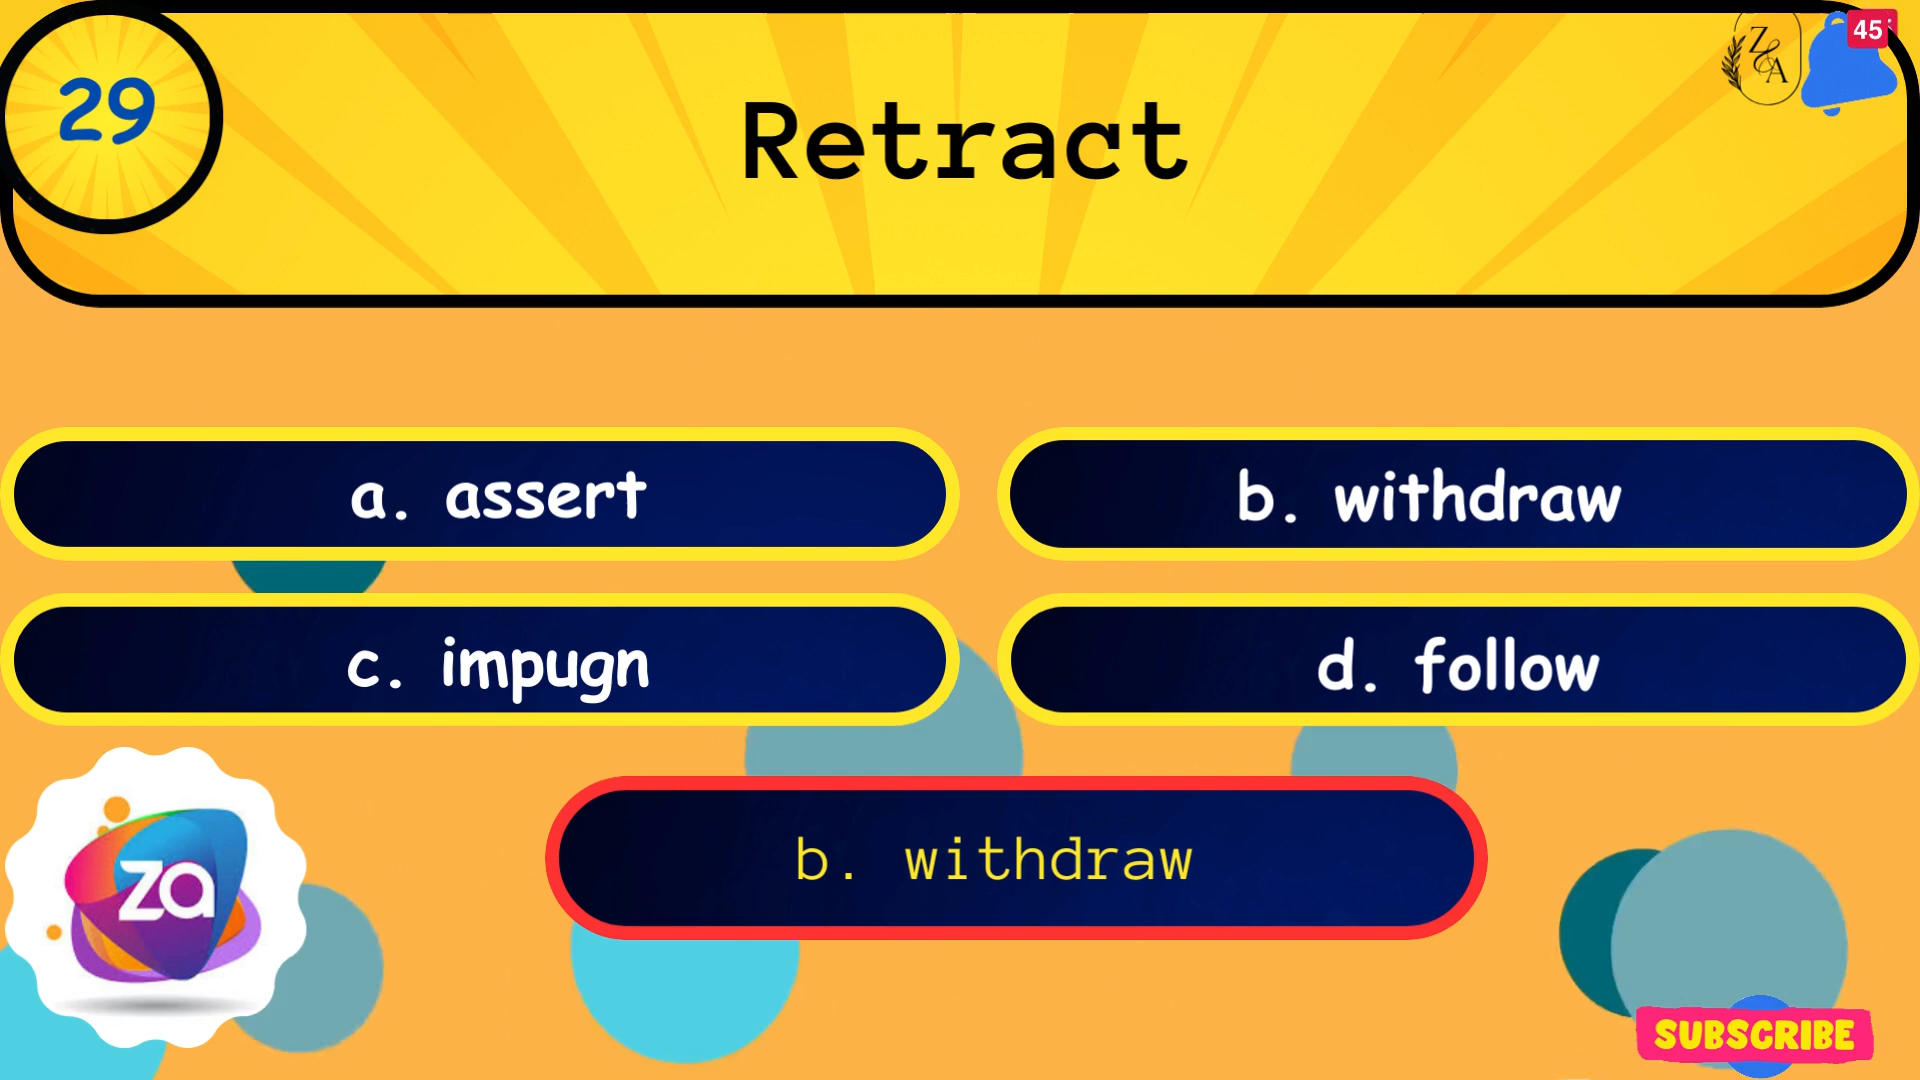 29
Retract
Z&A
45
a. assert
b. withdraw
c. impugn
d. follow
b. withdraw
za
SUBSCRIBE